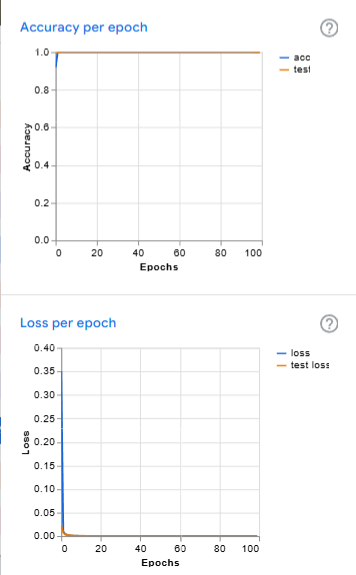 Accuracy per epoch
?
1.0
0.8
0.6
0.4
0.2
0.0
Accuracy
0 20 40 60 80 100
Epochs
acc
test
Loss per epoch
?
0.40
0.35
0.30
0.25
0.20
0.15
0.10
0.05
0.00
Loss
0 20 40 60 80 100
Epochs
loss
test loss